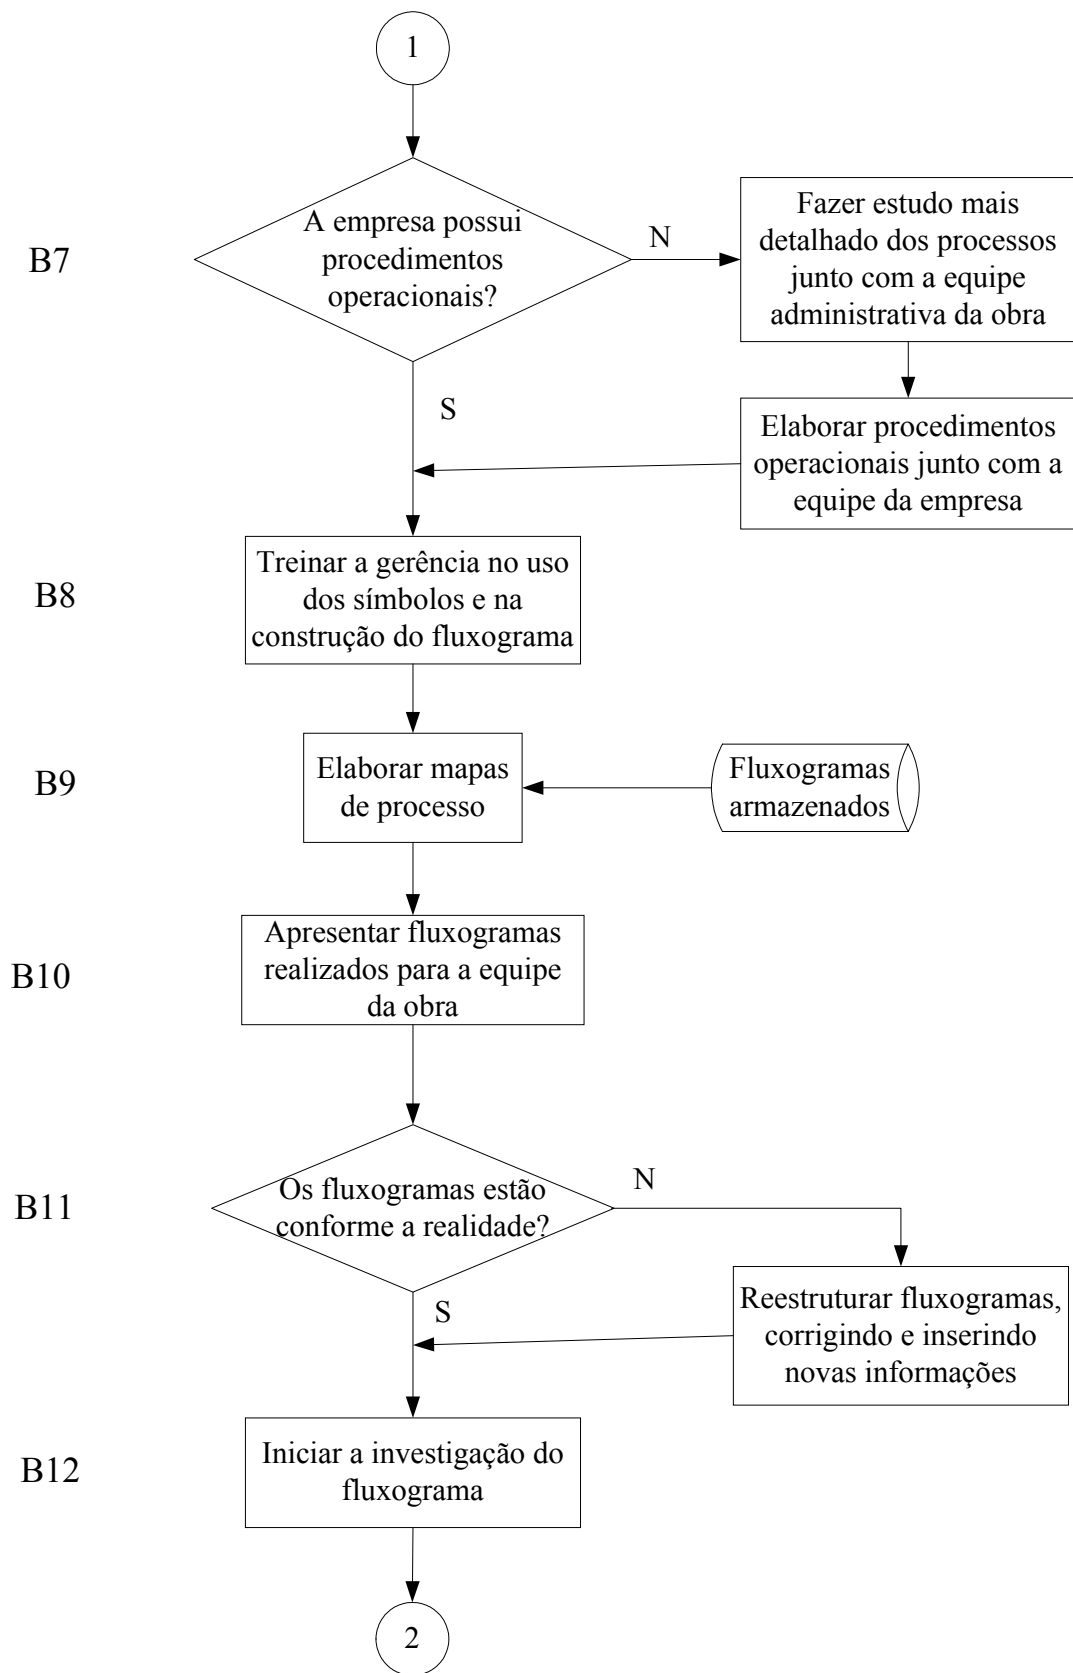 1
B7
A empresa possui
procedimentos
operacionais?
N
Fazer estudo mais
detalhado dos processos
junto com a equipe
administrativa da obra
S
Elaborar procedimentos
operacionais junto com a
equipe da empresa
B8
Treinar a gerência no uso
dos símbolos e na
construção do fluxograma
B9
Elaborar mapas
de processo
Fluxogramas
armazenados
B10
Apresentar fluxogramas
realizados para a equipe
da obra
B11
Os fluxogramas estão
conforme a realidade?
N
S
Reestruturar fluxogramas,
corrigindo e inserindo
novas informações
B12
Iniciar a investigação do
fluxograma
2